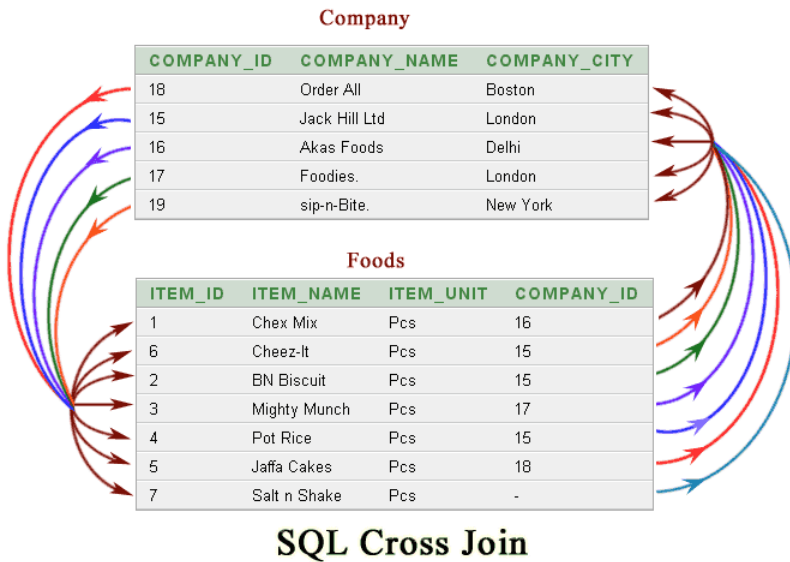 Company
COMPANY_ID COMPANY_NAME COMPANY_CITY
18 Order All Boston
15 Jack Hill Ltd London
16 Akas Foods Delhi
17 Foodies. London
19 sip-n-Bite. New York
Foods
ITEM_ID ITEM_NAME ITEM_UNIT COMPANY_ID
1 Chex Mix Pcs 16
6 Cheez-It Pcs 15
2 BN Biscuit Pcs 15
3 Mighty Munch Pcs 17
4 Pot Rice Pcs 15
5 Jaffa Cakes Pcs 18
7 Salt n Shake Pcs -
SQL Cross Join